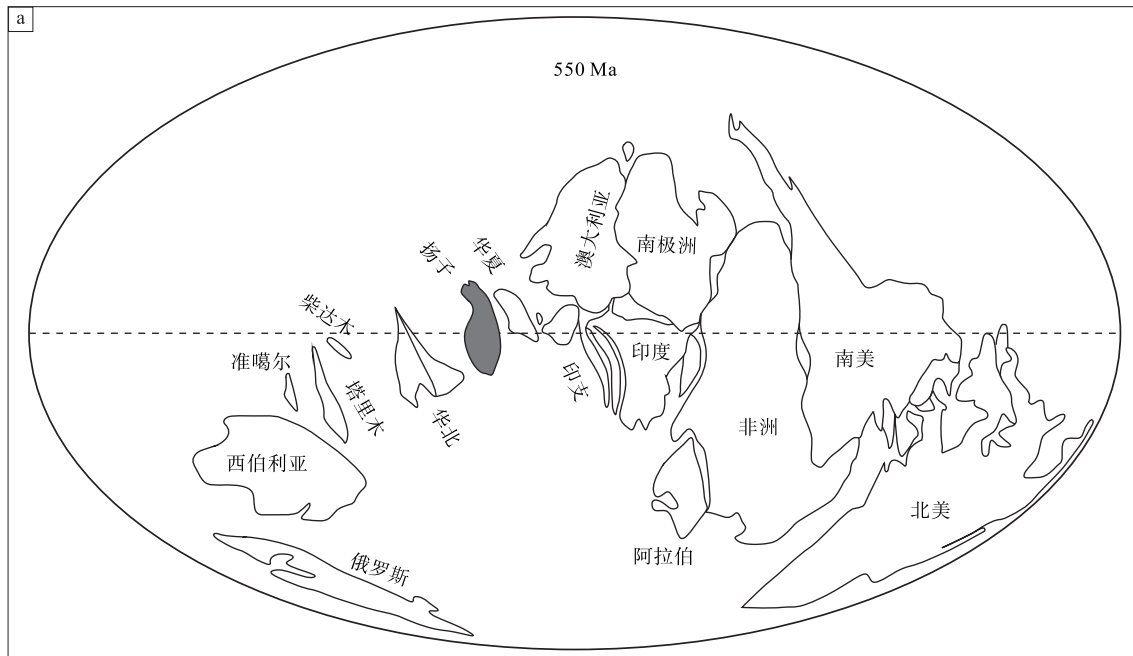 a
550 Ma
澳大利亚
南极洲
华夏
扬子
柴达木
准噶尔
塔里木
华北
印支
印度
南美
非洲
西伯利亚
北美
阿拉伯
俄罗斯